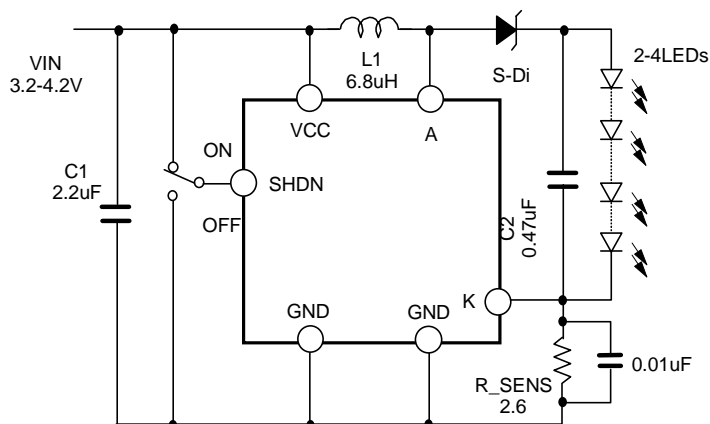 VIN
3.2-4.2V
L1
6.8uH
S-Di
2-4LEDs
VCC
A
C1
2.2uF
ON
SHDN
OFF
C2
0.47uF
K
GND
GND
R_SENS
2.6
0.01uF